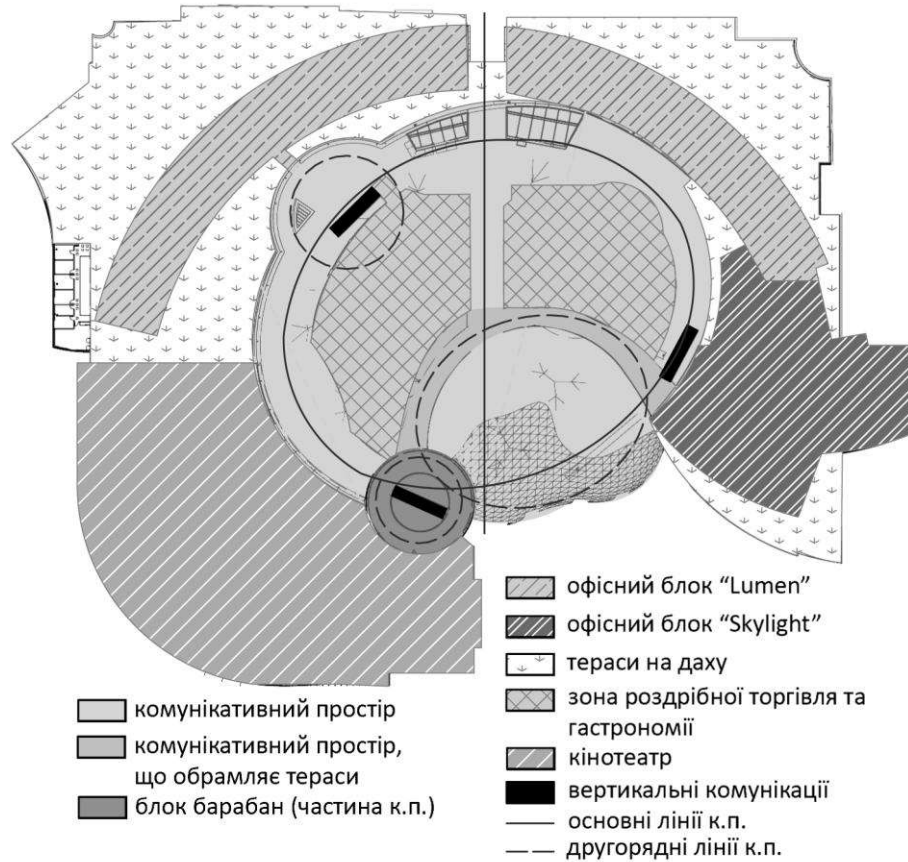 комунікативний простір
комунікативний простір,
що обрамляє тераси
блок барабан (частина к.п.)
офісний блок “Lumen”
офісний блок “Skylight”
тераси на даху
зона роздрібної торгівля та
гастрономії
кінотеатр
вертикальні комунікації
основні лінії к.п.
другорядні лінії к.п.